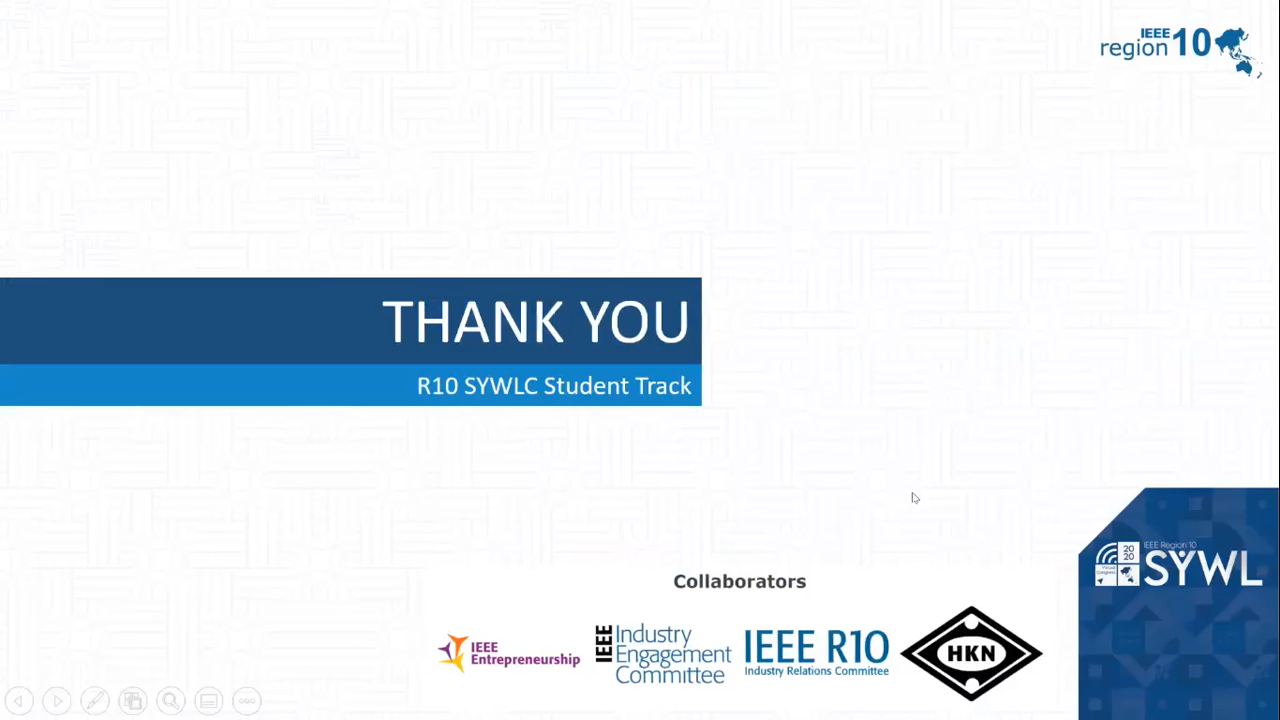 IEEE
region 10
THANK YOU
R10 SYWLC Student Track
Collaborators
IEEE
Entrepreneurship
IEEE
Industry
Engagement
Committee
IEEE R10
Industry Relations Committee
HKN
IEEE Region 10
2020
SYWL